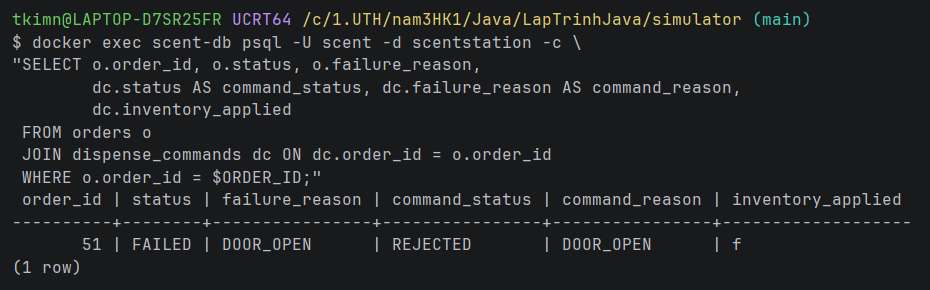 tkimn@LAPTOP-D7SR25FR UCRT64 /c/1.UTH/nam3HK1/Java/LapTrinhJava/simulator (main)
$ docker exec scent-db psql -U scent -d scentstation -c \
"SELECT o.order_id, o.status, o.failure_reason,
        dc.status AS command_status, dc.failure_reason AS command_reason,
        dc.inventory_applied
 FROM orders o
 JOIN dispense_commands dc ON dc.order_id = o.order_id
 WHERE o.order_id = $ORDER_ID;"
 order_id | status | failure_reason | command_status | command_reason | inventory_applied
----------+--------+----------------+----------------+----------------+-------------------
       51 | FAILED | DOOR_OPEN      | REJECTED       | DOOR_OPEN      | f
(1 row)